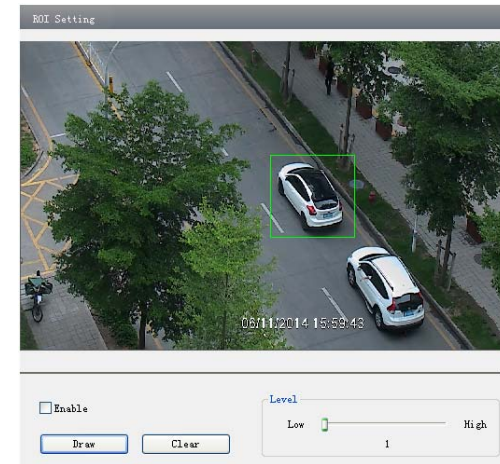 ROI Setting
06/11/2014 15:59:43
Enable
Draw
Clear
Level
Low
High
1